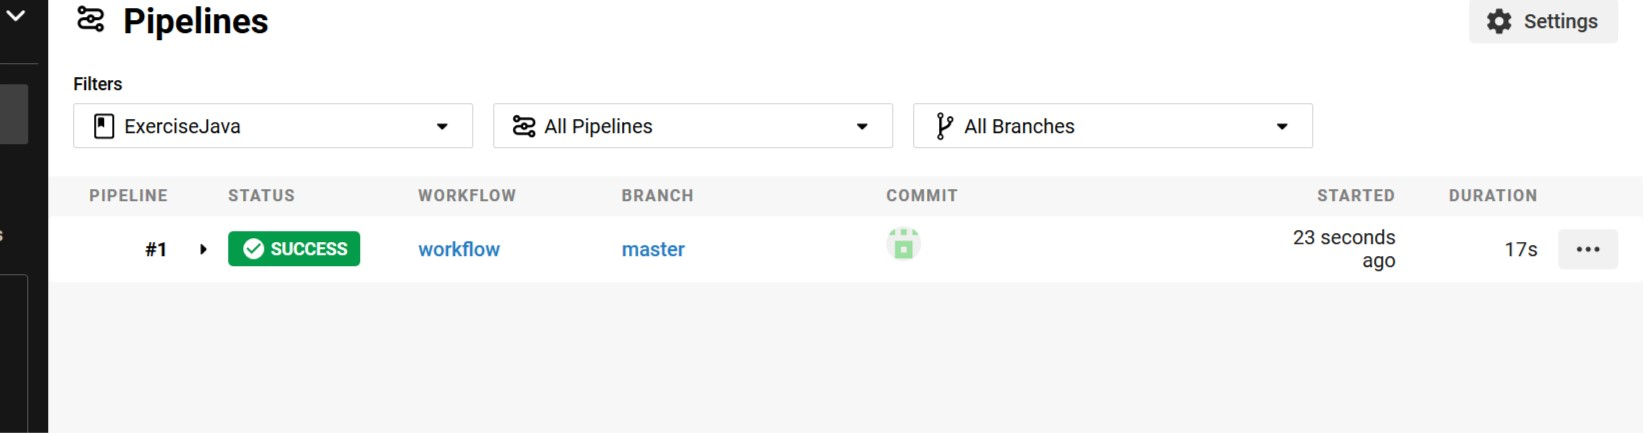 Pipelines
Settings
Filters
ExerciseJava
All Pipelines
All Branches
PIPELINE STATUS WORKFLOW BRANCH COMMIT STARTED DURATION
#1 SUCCESS workflow master 23 seconds ago 17s